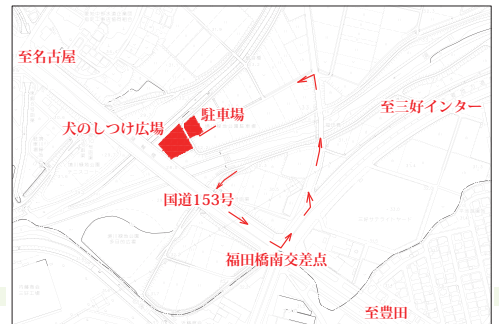 至名古屋
駐車場
至三好インター
犬のしつけ広場
国道153号
福田橋南交差点
至豊田